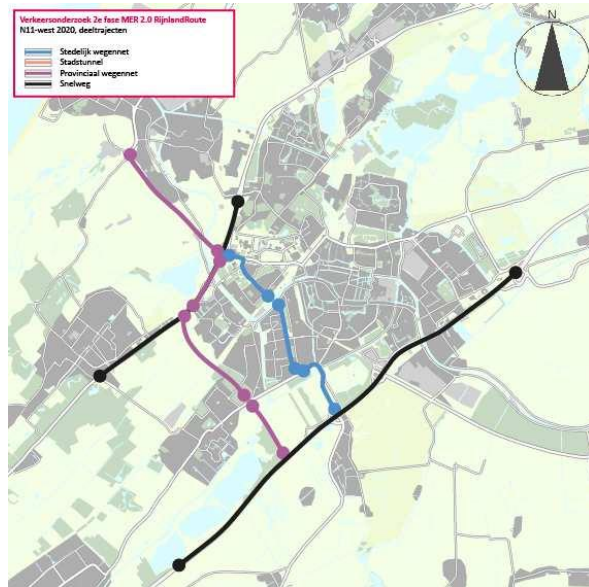 Verkeersonderzoek 2e fase MER 2.0 RijnlandRoute
N11-west 2020, deeltrajecten
Stedelijk wegennet
Stadstunnel
Provinciaal wegennet
Snelweg
N